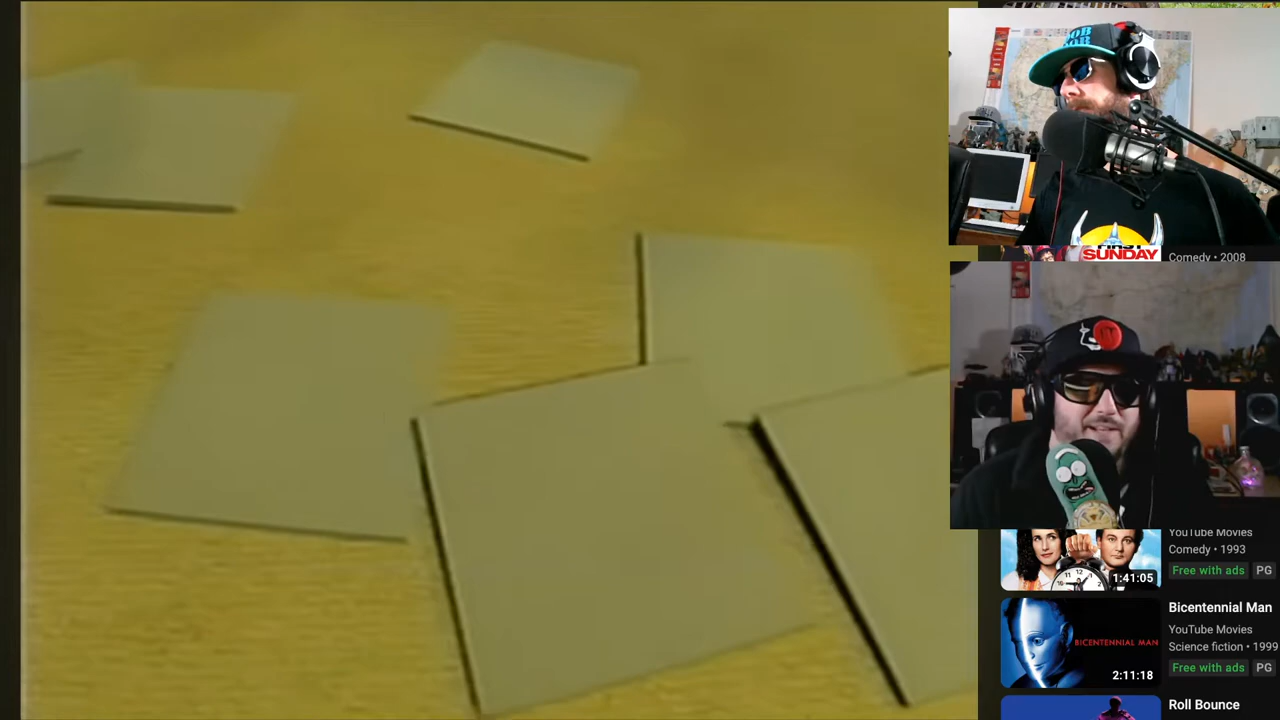 FIRST
SUNDAY
Comedy • 2008
YouTube Movies
Comedy • 1993
Free with ads PG
1:41:05
Bicentennial Man
YouTube Movies
Science fiction • 1999
Free with ads PG
BICENTENNIAL MAN
2:11:18
Roll Bounce